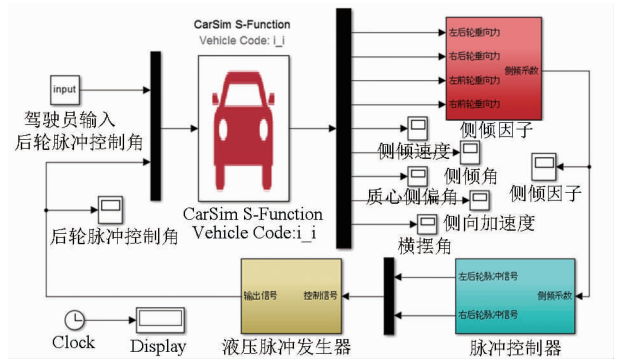 CarSim S-Function
Vehicle Code: i_i
input
驾驶员输入
后轮脉冲控制角
后轮脉冲控制角
CarSim S-Function
Vehicle Code:i_i
左后轮垂向力
右后轮垂向力
左前轮垂向力
右前轮垂向力
侧倾系数
侧倾因子
侧倾速度
侧倾角
质心侧偏角
侧向加速度
横摆角
侧倾因子
输出信号
控制信号
液压脉冲发生器
左后轮脉冲信号
右后轮脉冲信号
侧倾系数
脉冲控制器
Clock
Display